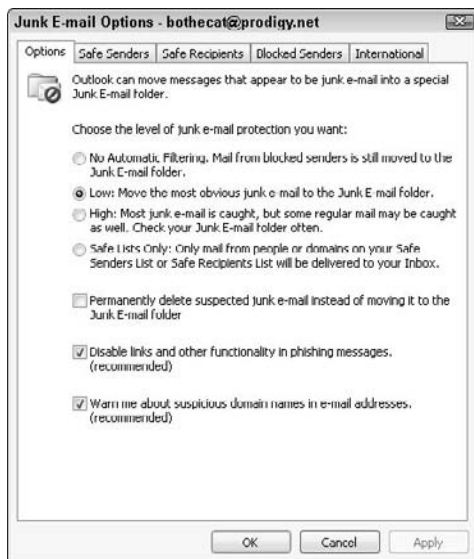 Junk E-mail Options - bothecat@prodigy.net
Options
Safe Senders
Safe Recipients
Blocked Senders
International
Outlook can move messages that appear to be junk e-mail into a special
Junk E-mail folder.
Choose the level of junk e-mail protection you want:
No Automatic Filtering. Mail from blocked senders is still moved to the
Junk E-mail folder.
Low: Move the most obvious junk e-mail to the Junk E-mail folder.
High: Most junk e-mail is caught, but some regular mail may be caught
as well. Check your Junk E-mail folder often.
Safe Lists Only: Only mail from people or domains on your Safe
Senders List or Safe Recipients List will be delivered to your Inbox.
Permanently delete suspected junk e-mail instead of moving it to the
Junk E-mail folder
Disable links and other functionality in phishing messages.
(recommended)
Warn me about suspicious domain names in e-mail addresses.
(recommended)
OK
Cancel
Apply